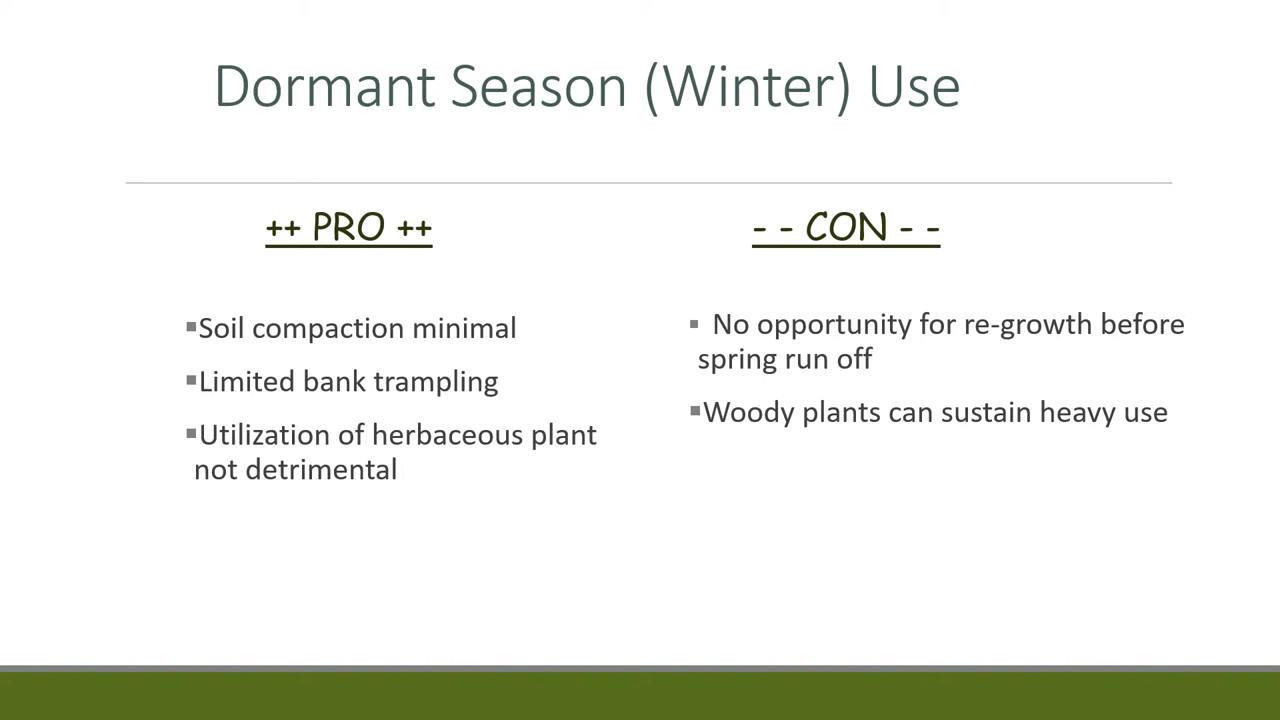 Dormant Season (Winter) Use
++ PRO ++
▪Soil compaction minimal
▪Limited bank trampling
▪Utilization of herbaceous plant
not detrimental
- - CON - -
▪ No opportunity for re-growth before
spring run off
▪Woody plants can sustain heavy use